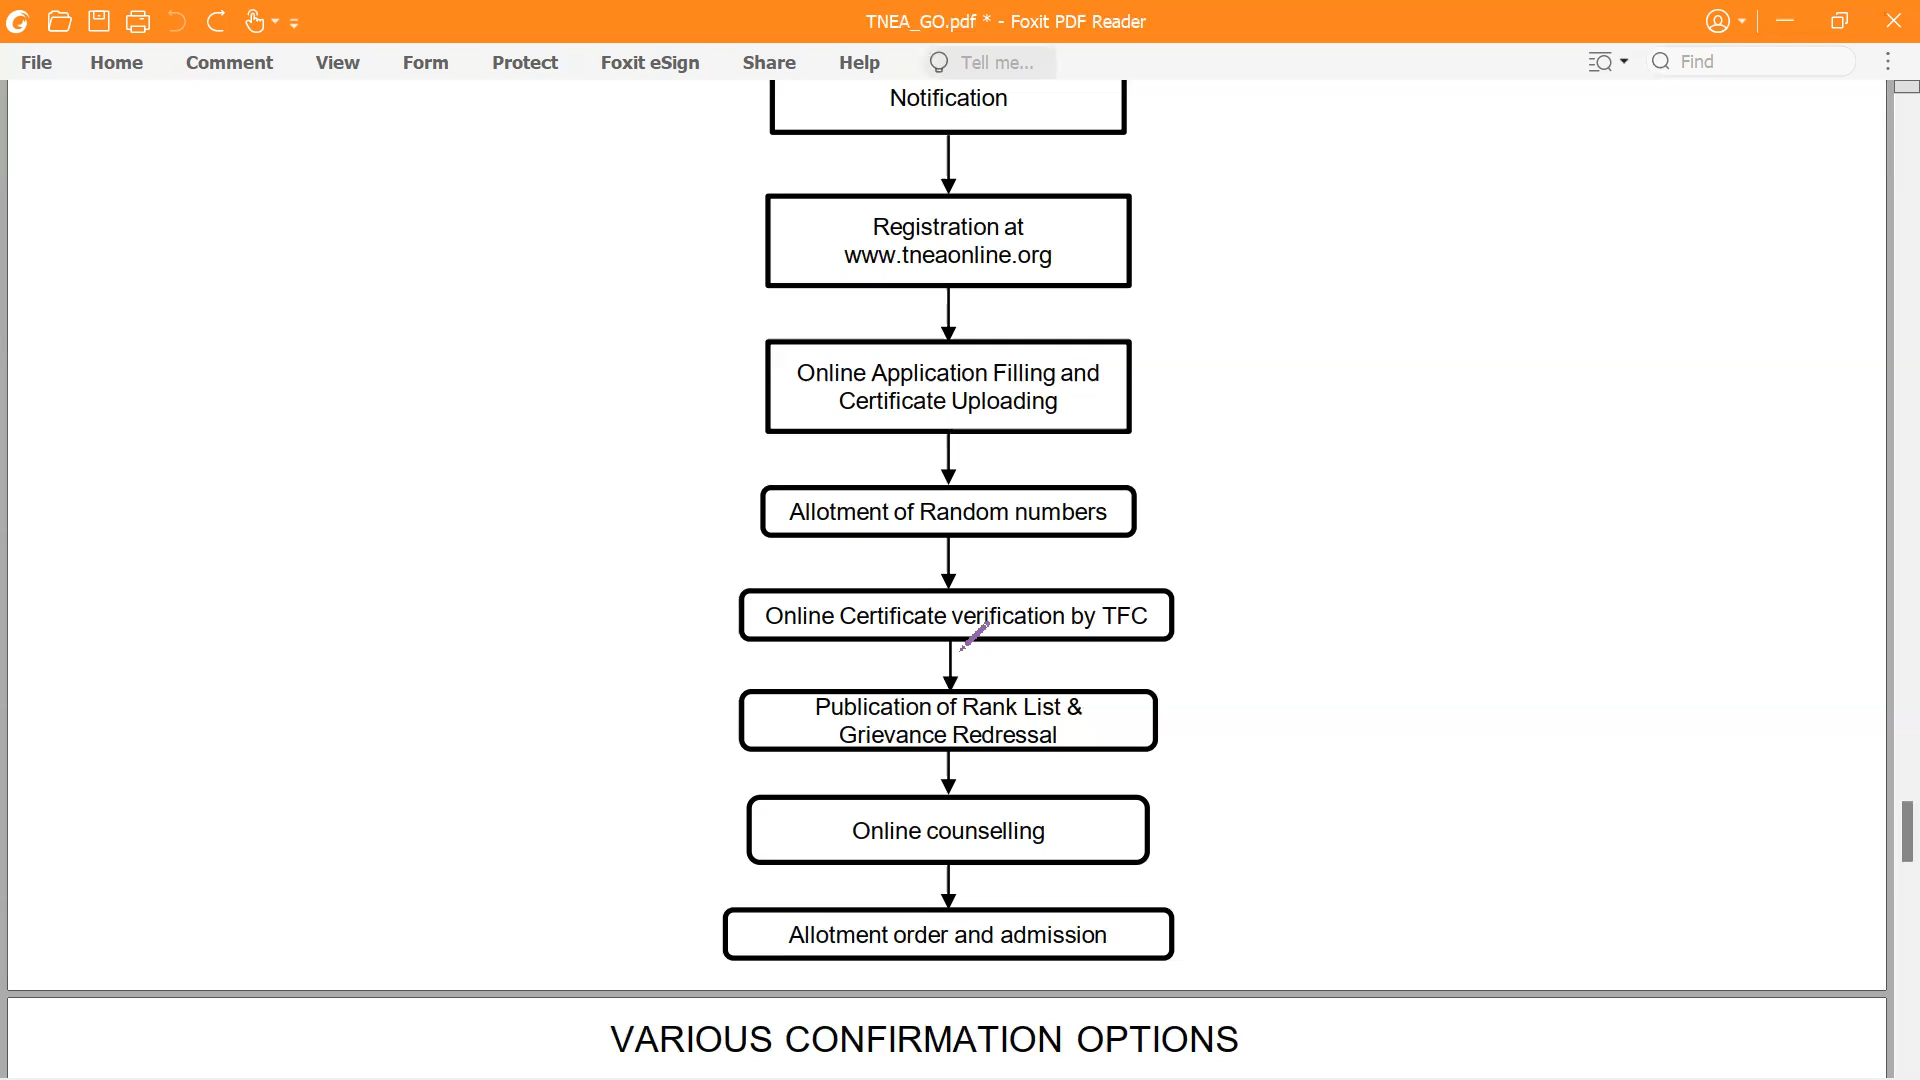 TNEA_GO.pdf * - Foxit PDF Reader
File Home Comment View Form Protect Foxit eSign Share Help Tell me... Find
Notification
Registration at
www.tneaonline.org
Online Application Filling and
Certificate Uploading
Allotment of Random numbers
Online Certificate verification by TFC
Publication of Rank List &
Grievance Redressal
Online counselling
Allotment order and admission
VARIOUS CONFIRMATION OPTIONS